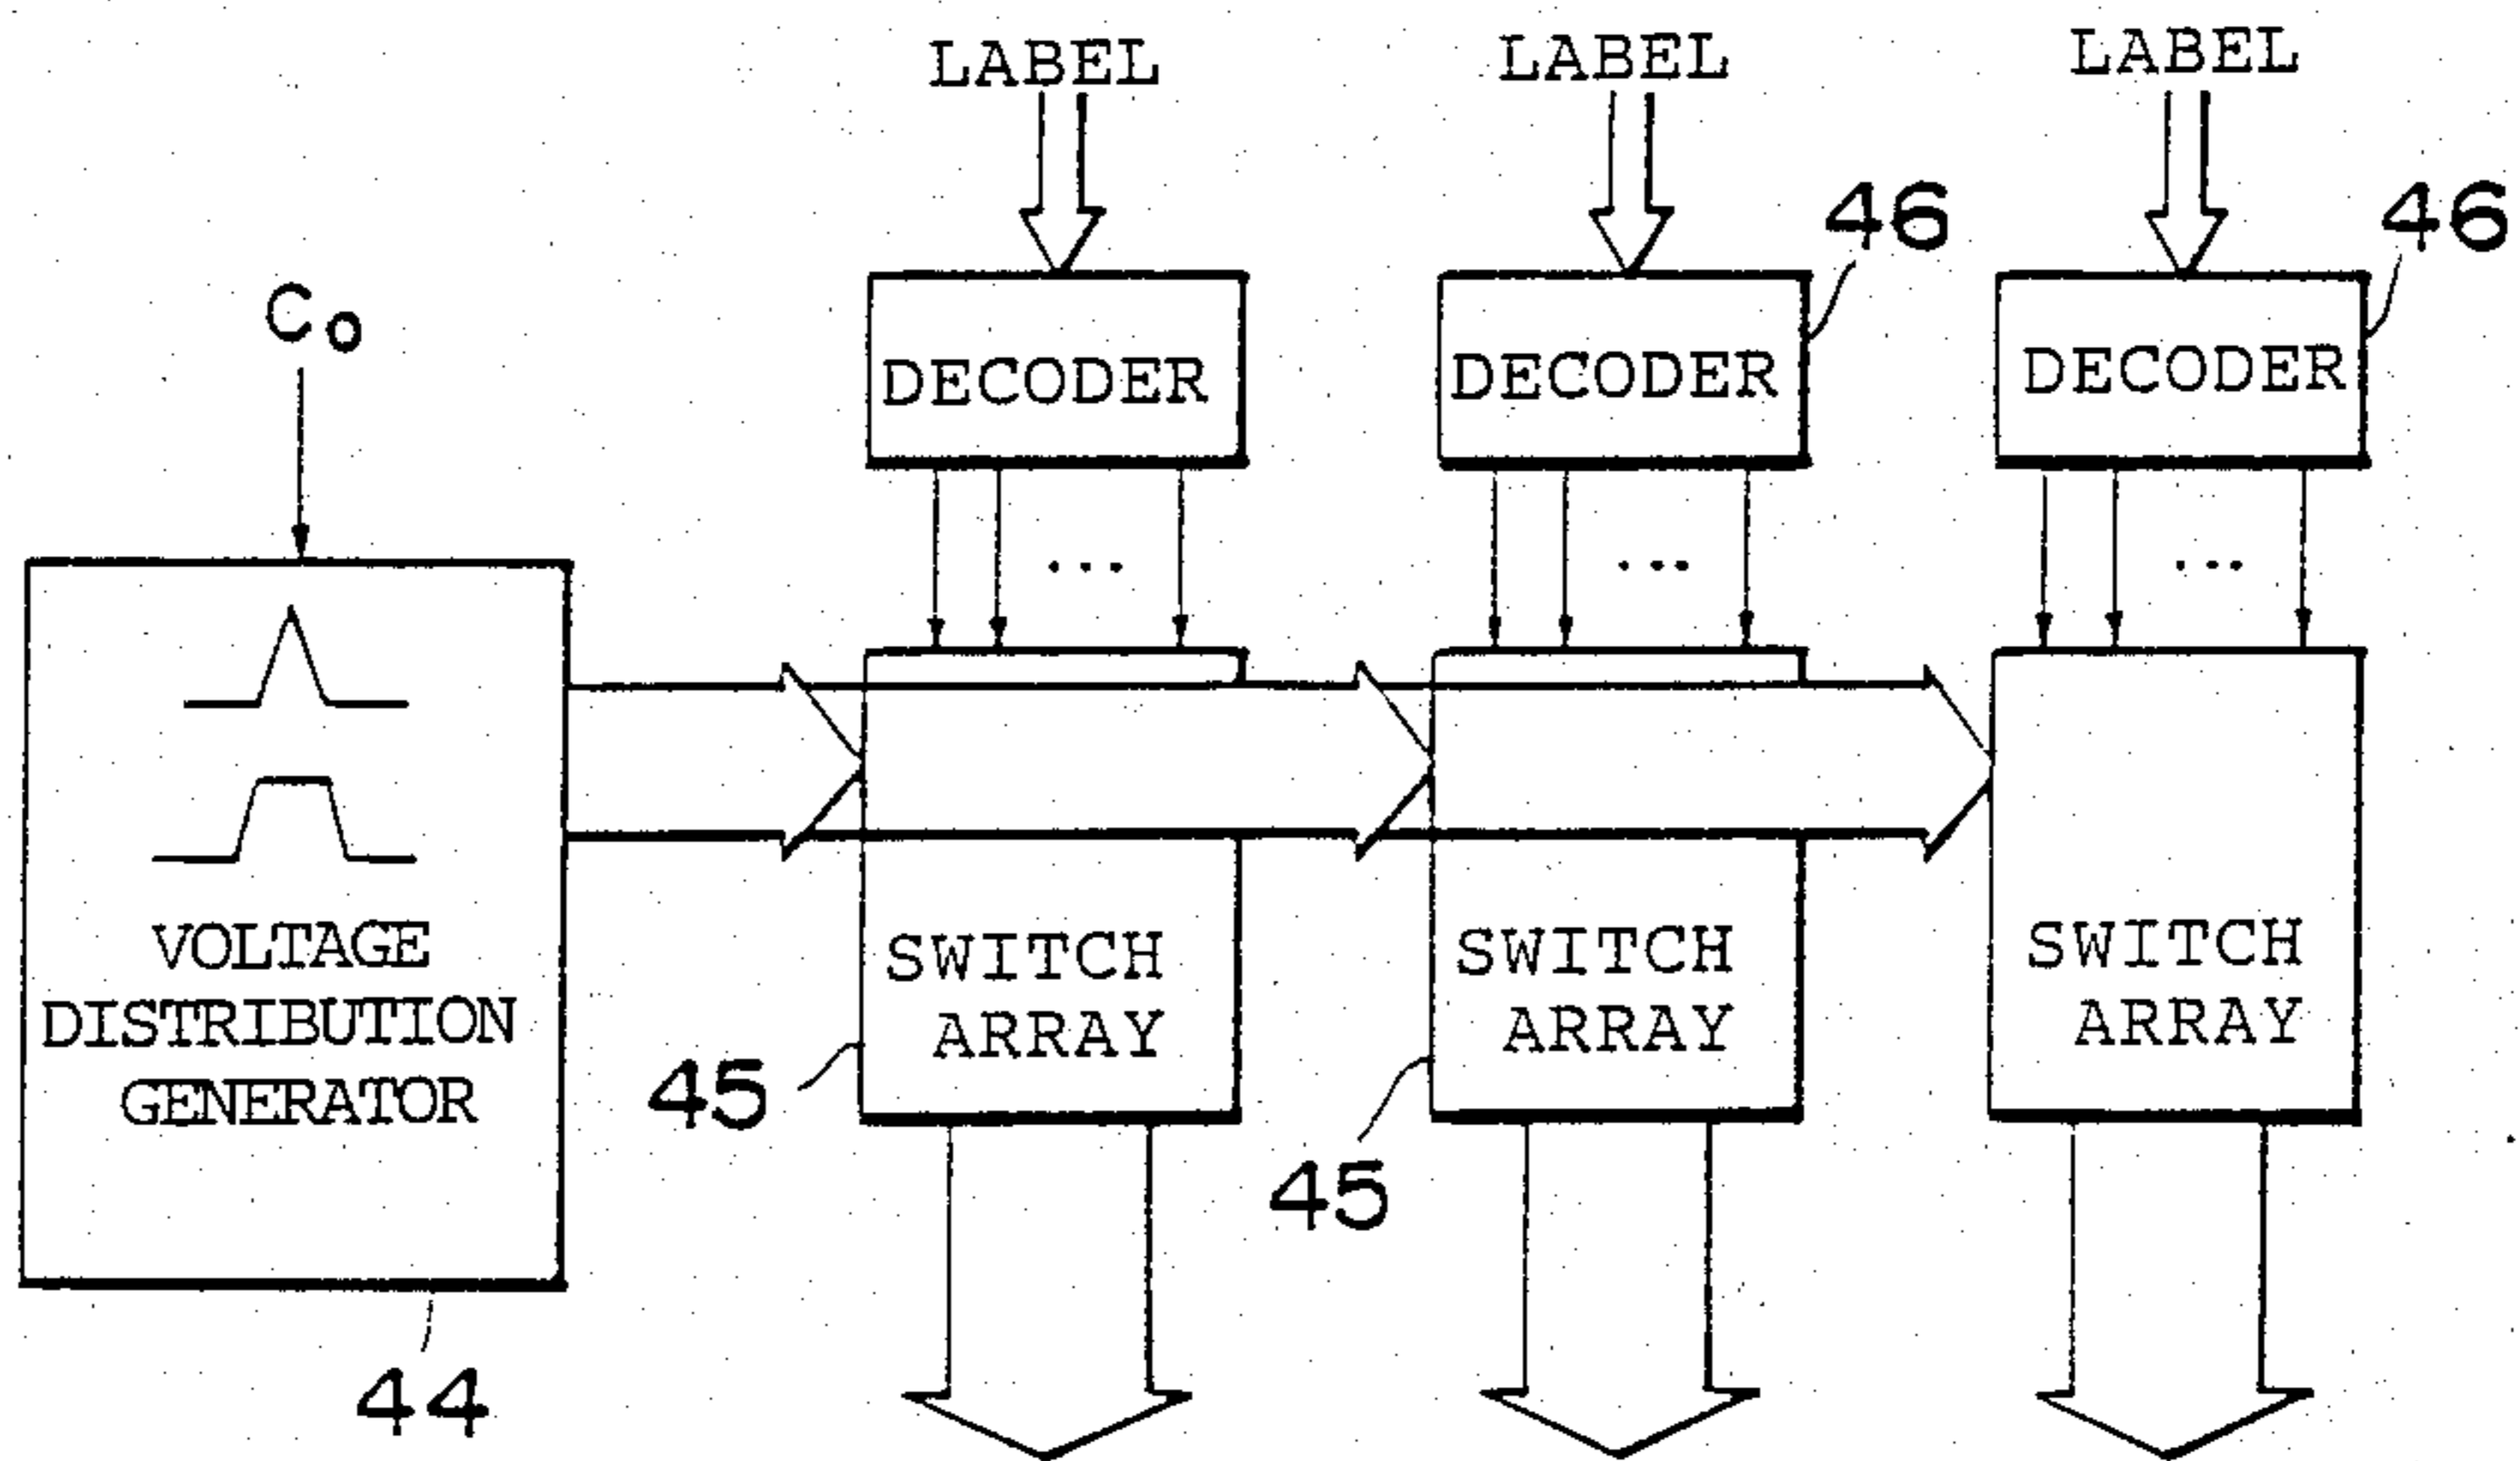 LABEL
LABEL
LABEL
46
46
Co
DECODER
DECODER
DECODER
...
...
...
VOLTAGE
DISTRIBUTION
GENERATOR
SWITCH
ARRAY
SWITCH
ARRAY
SWITCH
ARRAY
45
45
44